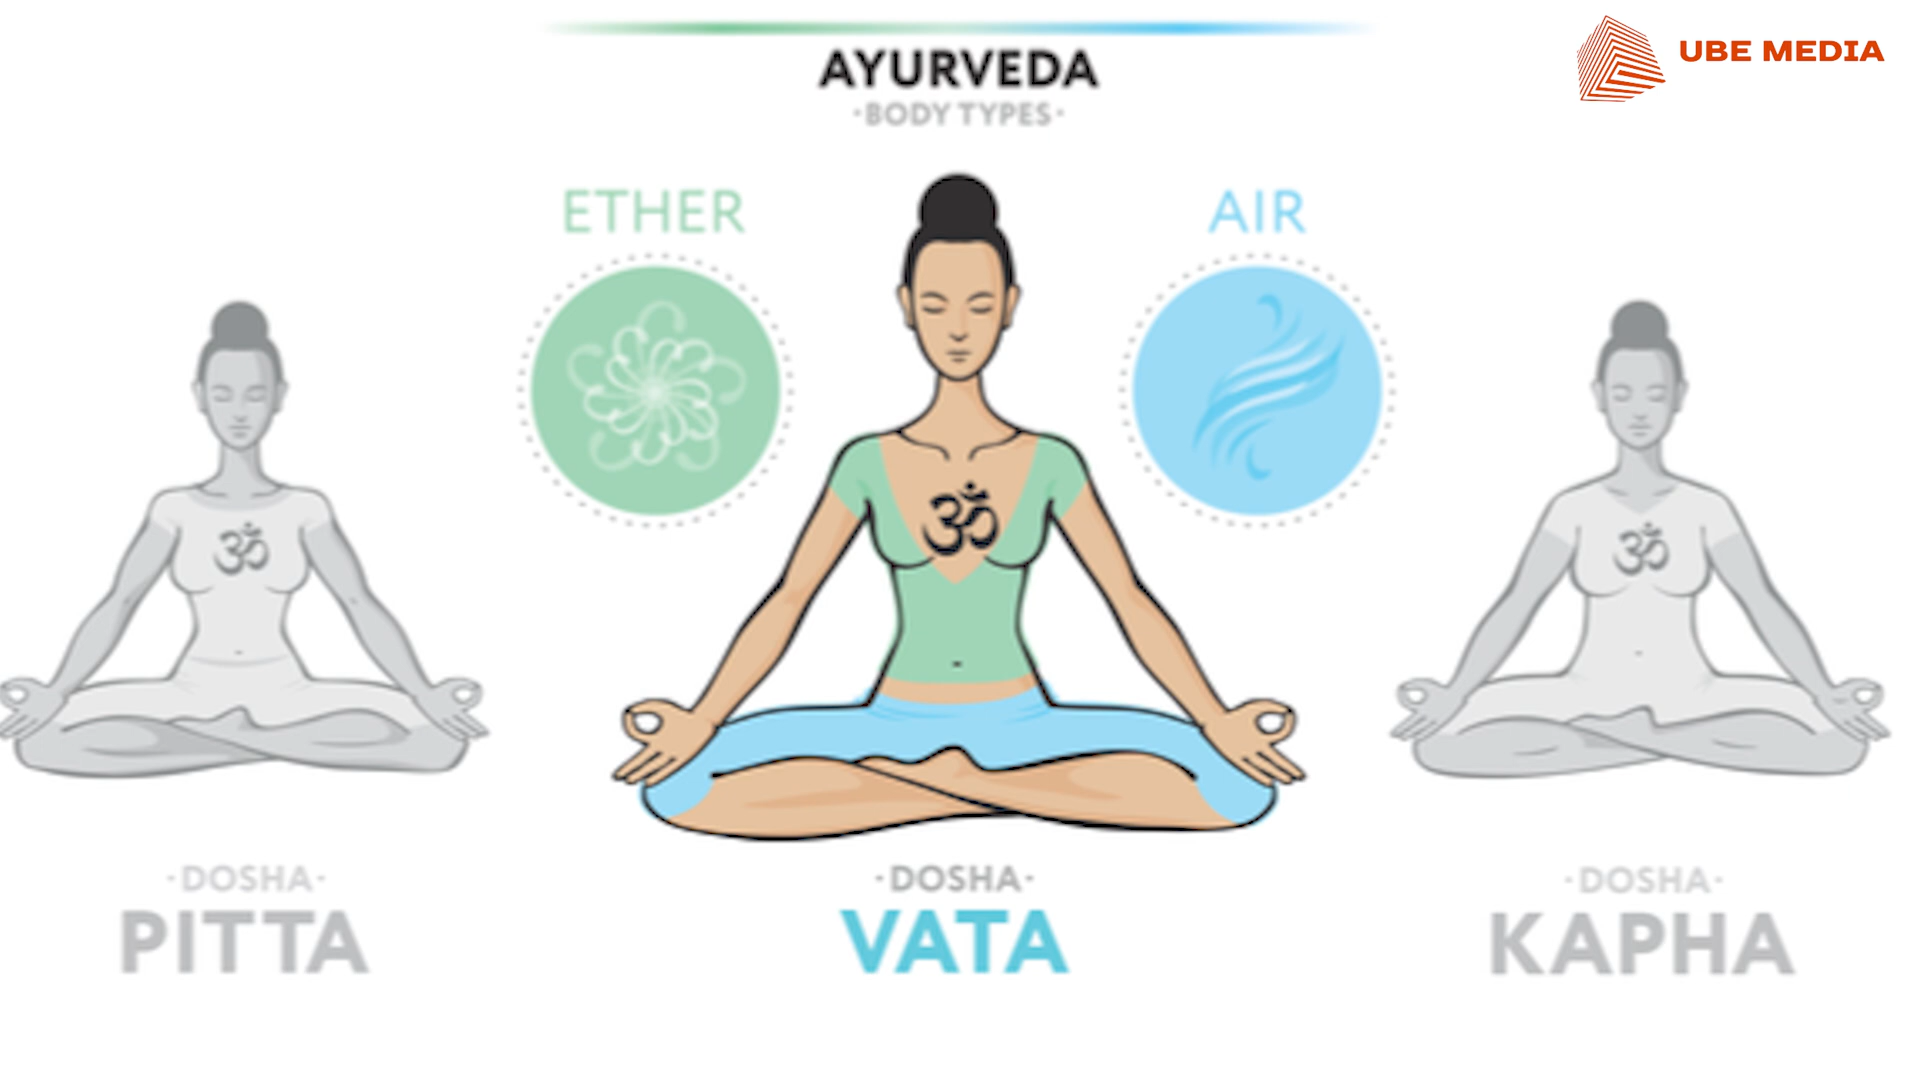 AYURVEDA
·BODY TYPES·
UBE MEDIA
ETHER
AIR
ॐ
ॐ
ॐ
·DOSHA·
PITTA
·DOSHA·
VATA
·DOSHA·
KAPHA